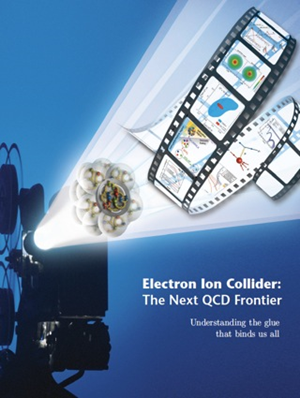 Electron Ion Collider:
The Next QCD Frontier
Understanding the glue
that binds us all